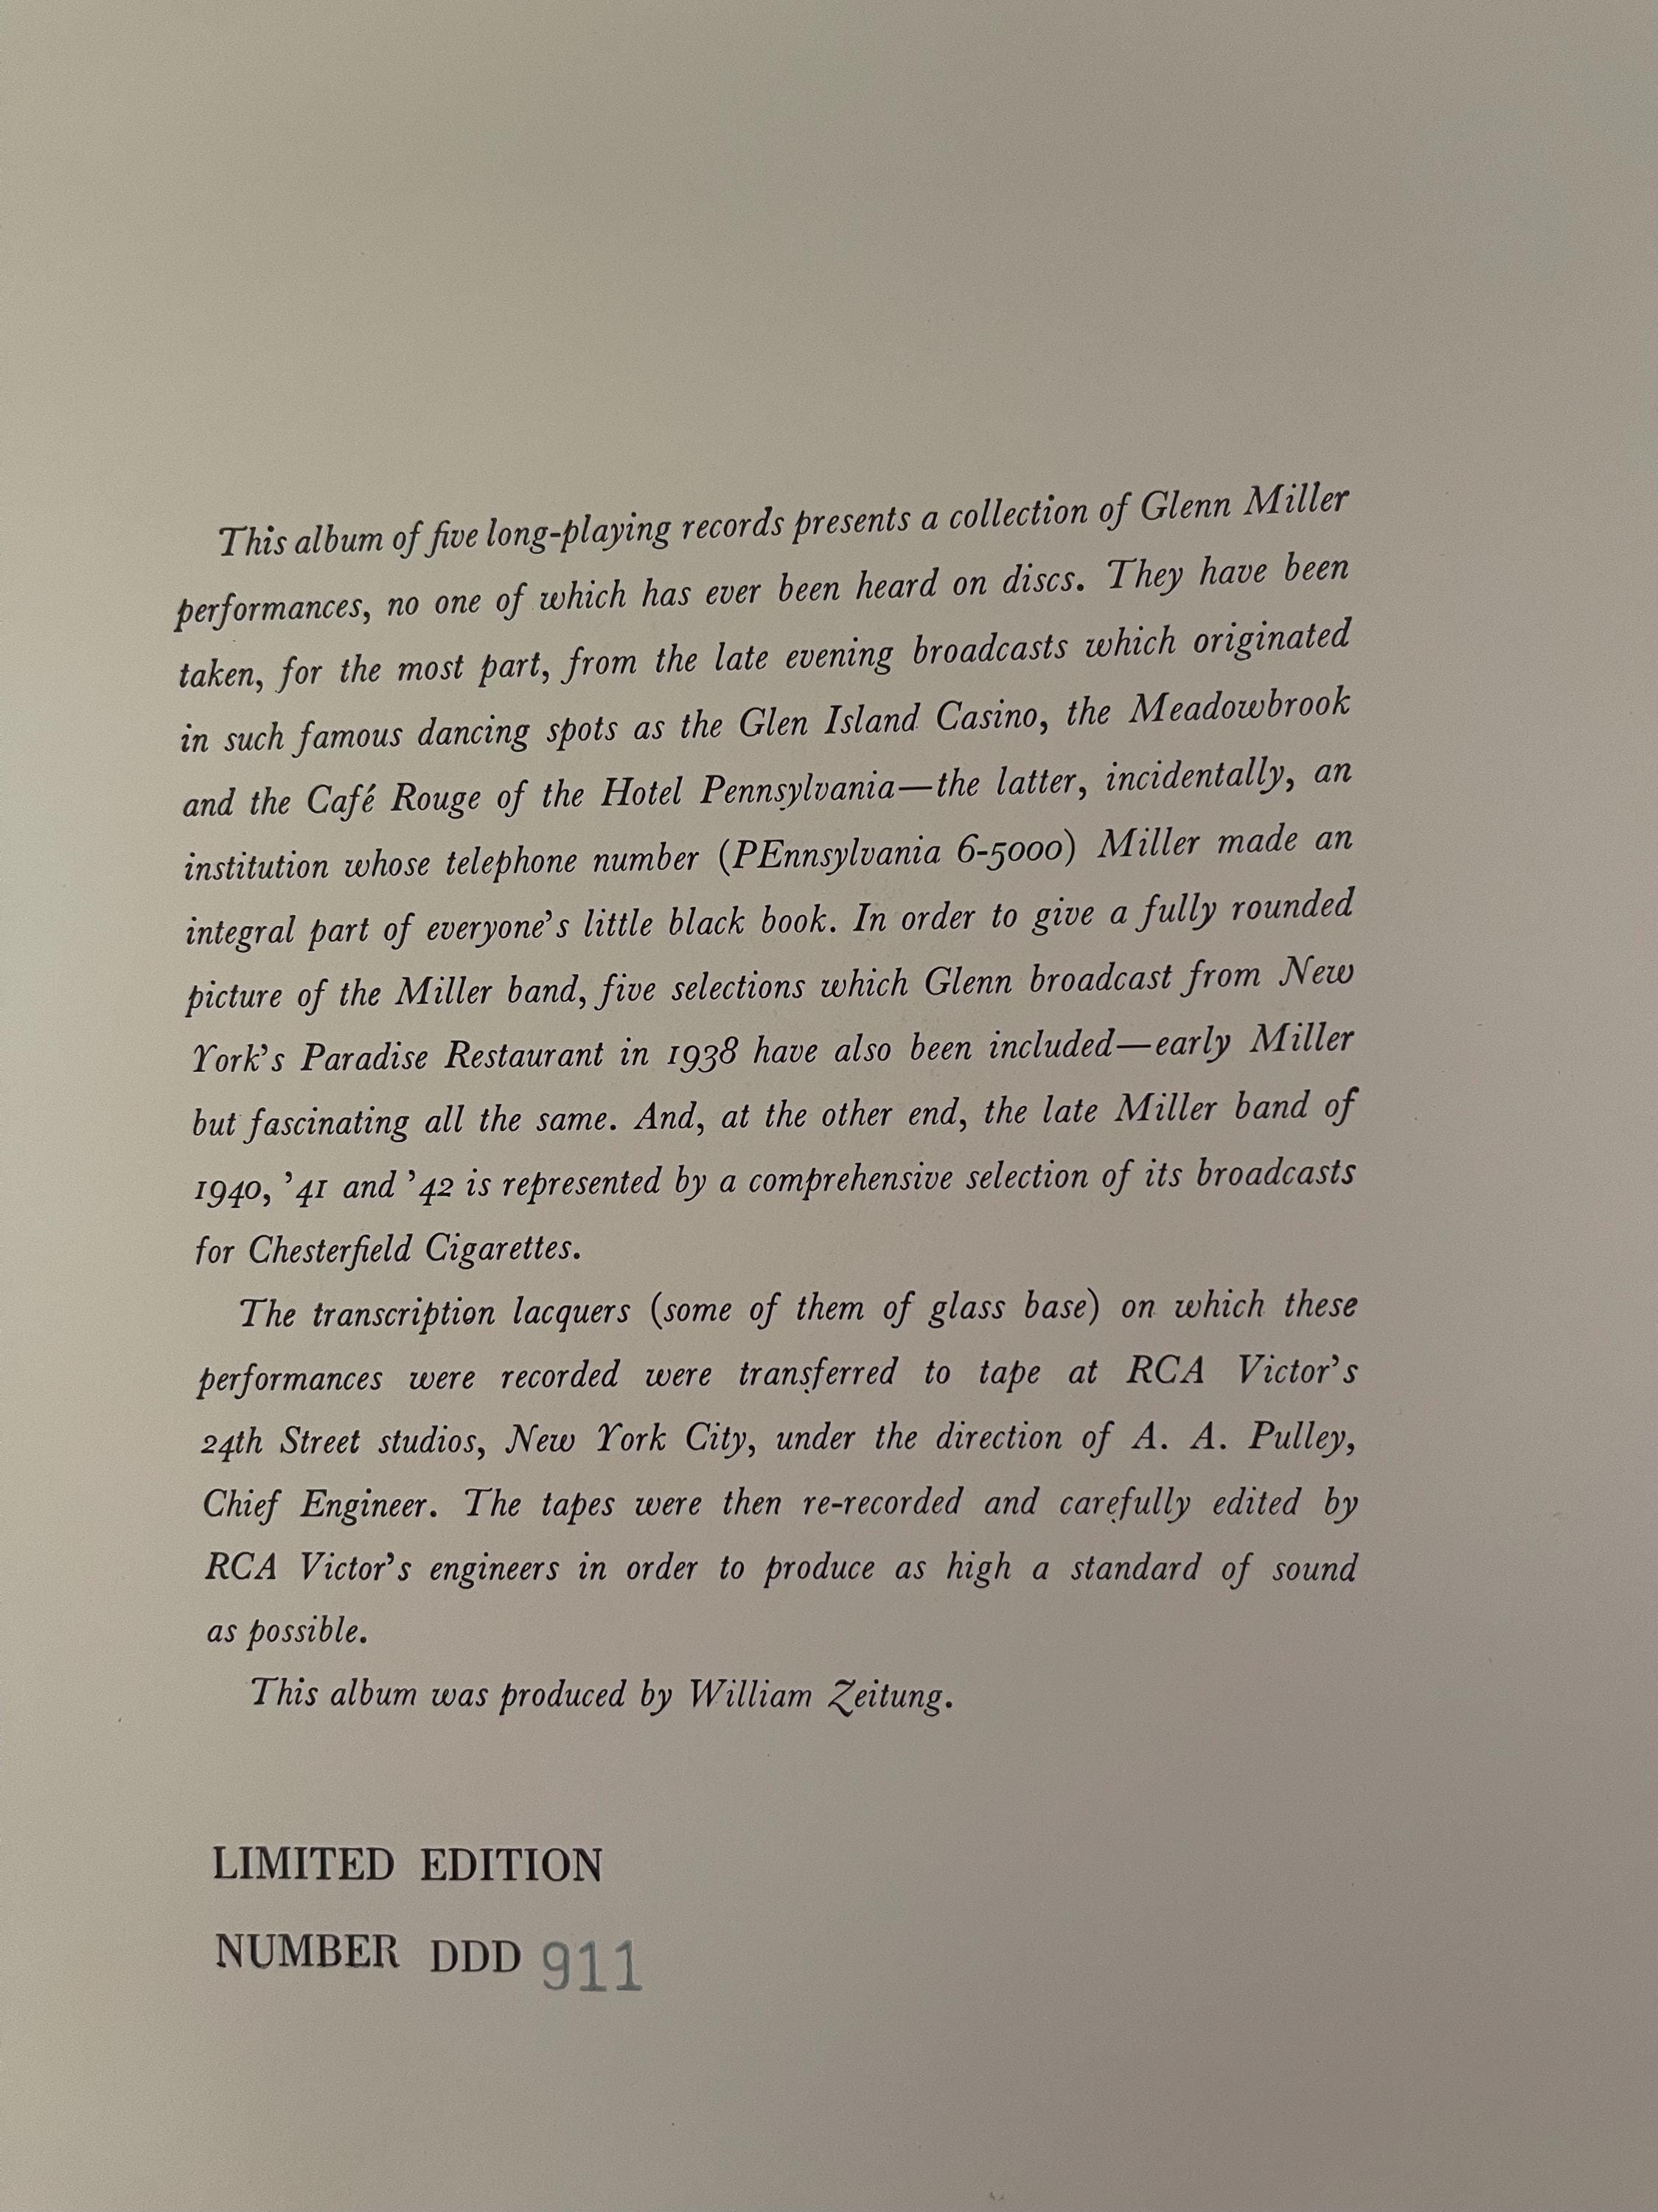 This album of five long-playing records presents a collection of Glenn Miller
performances, no one of which has ever been heard on discs. They have been
taken, for the most part, from the late evening broadcasts which originated
in such famous dancing spots as the Glen Island Casino, the Meadowbrook
and the Café Rouge of the Hotel Pennsylvania—the latter, incidentally, an
institution whose telephone number (PEnnsylvania 6-5000) Miller made an
integral part of everyone’s little black book. In order to give a fully rounded
picture of the Miller band, five selections which Glenn broadcast from New
York’s Paradise Restaurant in 1938 have also been included—early Miller
but fascinating all the same. And, at the other end, the late Miller band of
1940, ’41 and ’42 is represented by a comprehensive selection of its broadcasts
for Chesterfield Cigarettes.
The transcription lacquers (some of them of glass base) on which these
performances were recorded were transferred to tape at RCA Victor’s
24th Street studios, New York City, under the direction of A. A. Pulley,
Chief Engineer. The tapes were then re-recorded and carefully edited by
RCA Victor’s engineers in order to produce as high a standard of sound
as possible.
This album was produced by William Zeitung.
LIMITED EDITION
NUMBER DDD 911